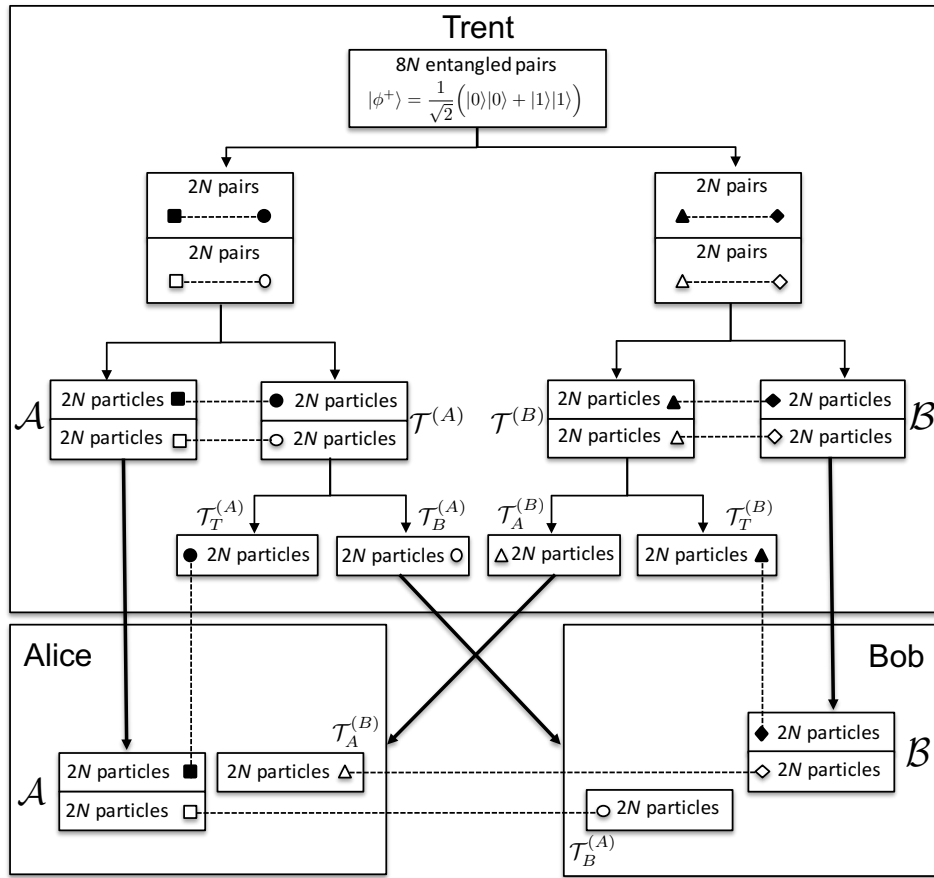 Trent
8N entangled pairs
|ϕ⁺⟩ = 1/√2 (|0⟩|0⟩ + |1⟩|1⟩)
2N pairs
2N pairs
2N pairs
2N pairs
𝒜
2N particles
2N particles
2N particles
2N particles
𝒯^(A)
𝒯^(B)
2N particles
2N particles
2N particles
2N particles
ℬ
𝒯_T^(A)
𝒯_B^(A)
𝒯_A^(B)
𝒯_T^(B)
2N particles
2N particles
2N particles
2N particles
Alice
Bob
𝒯_A^(B)
𝒜
2N particles
2N particles
2N particles
2N particles
2N particles
ℬ
2N particles
𝒯_B^(A)